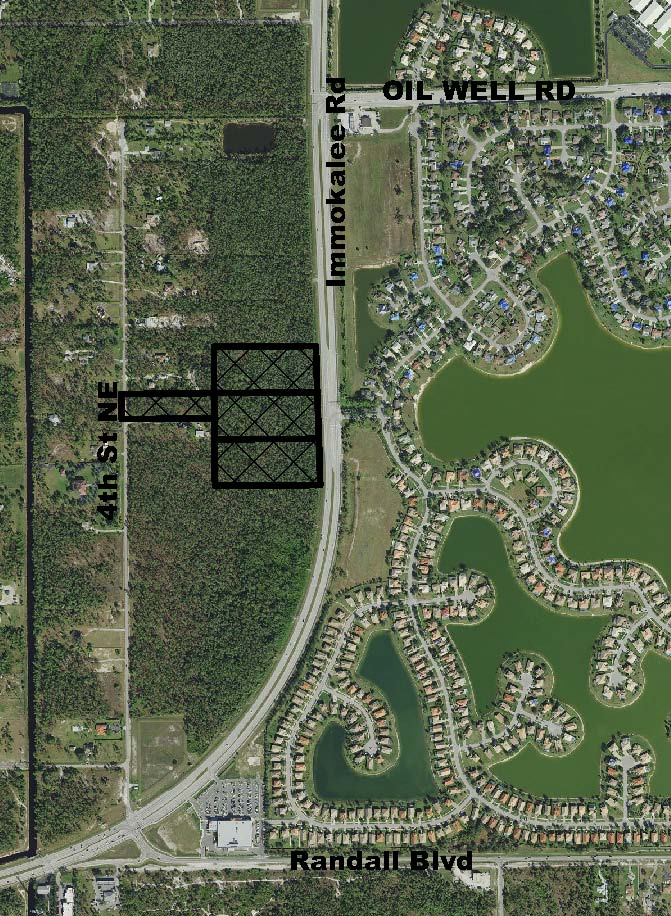 OIL WELL RD
Immokalee Rd
4th St NE
Randall Blvd